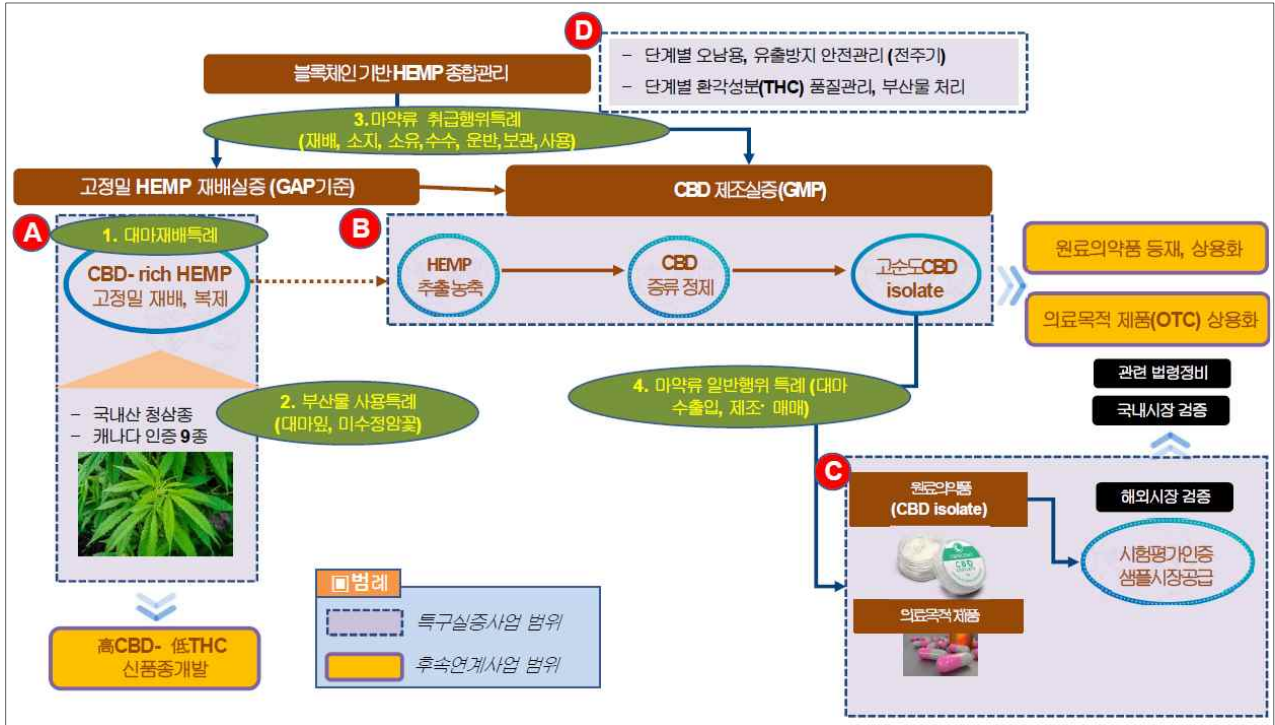 D
- 단계별 오남용, 유출방지 안전관리 (전주기)
- 단계별 환각성분(THC) 품질관리, 부산물 처리
블록체인 기반 HEMP 종합관리
3. 마약류 취급행위특례
(재배, 소지, 소유,수수, 운반,보관,사용)
고정밀 HEMP 재배실증 (GAP기준)
CBD 제조실증(GMP)
A
1. 대마재배특례
CBD- rich HEMP
고정밀 재배, 복제
B
HEMP
추출농축
CBD
증류 정제
고순도CBD
isolate
원료의약품 등재, 상용화
의료목적 제품(OTC) 상용화
관련 법령정비
국내시장 검증
2. 부산물 사용특례
(대마잎, 미수정암꽃)
- 국내산 청삼종
- 캐나다 인증 9종
4. 마약류 일반행위 특례 (대마
수출입, 제조· 매매)
C
원료의약품
(CBD isolate)
CBD
해외시장 검증
시험평가인증
샘플시장공급
의료목적 제품
高CBD- 低THC
신품종개발
▣범례
특구실증사업 범위
후속연계사업 범위